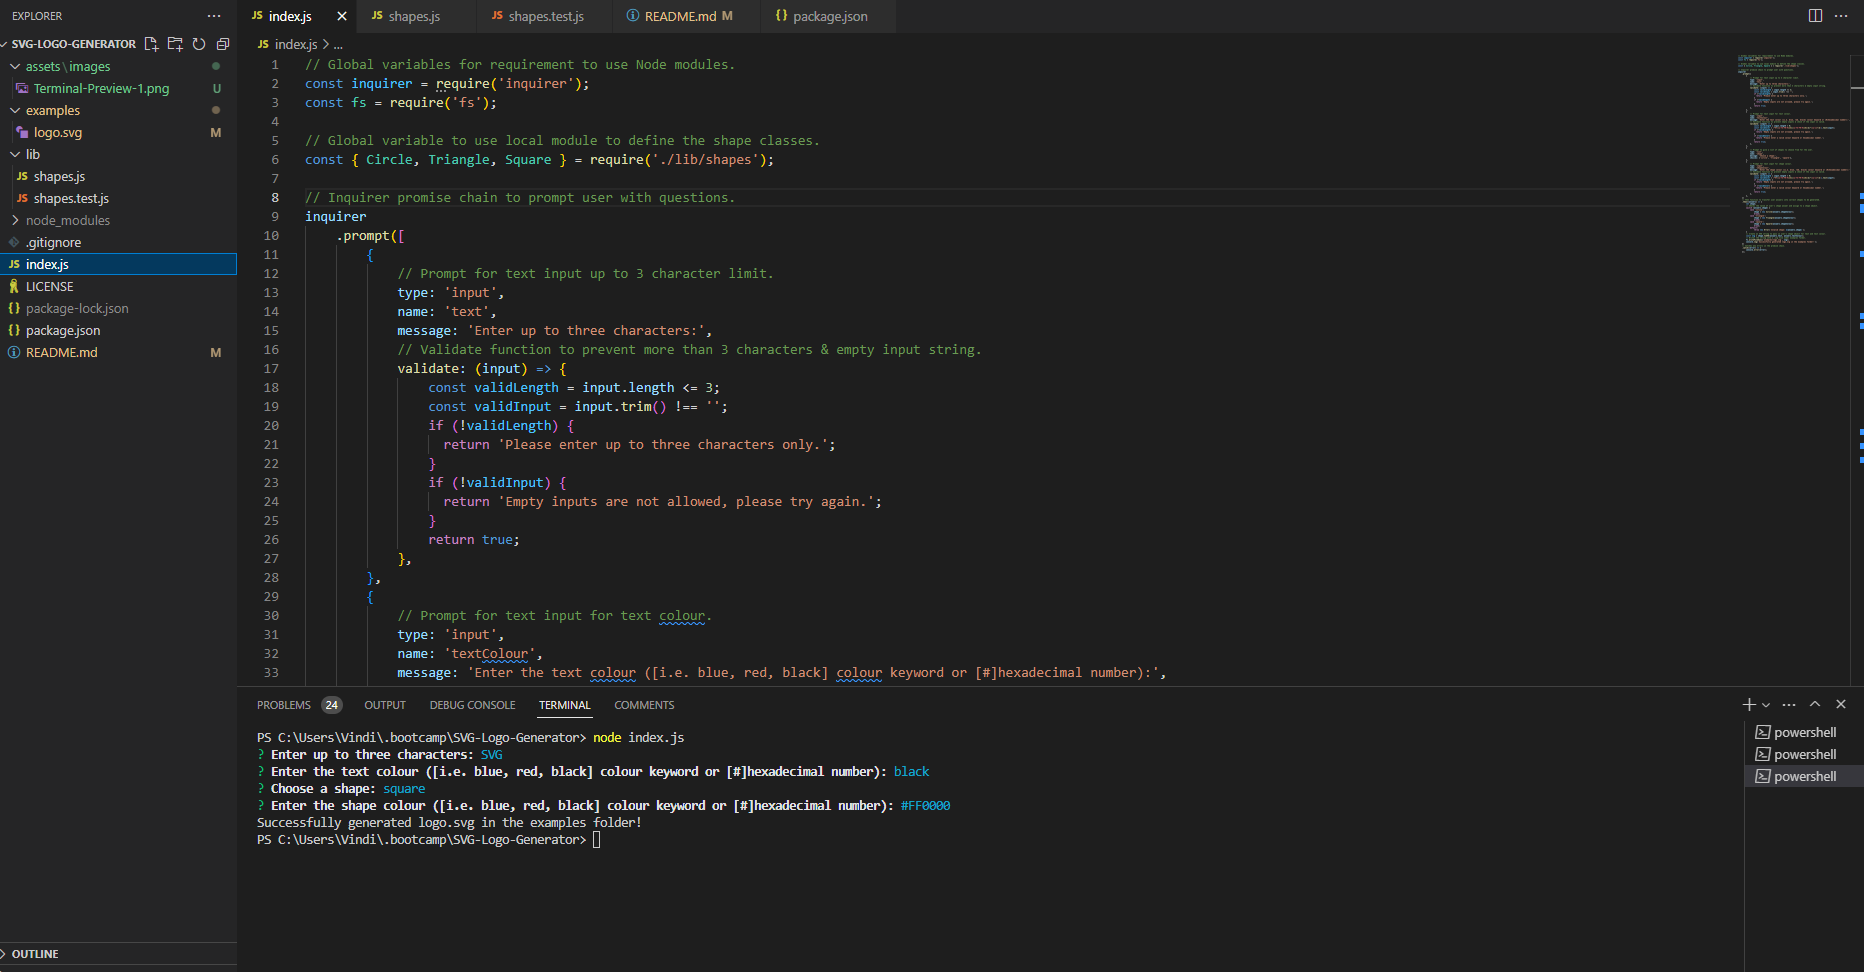 EXPLORER
SVG-LOGO-GENERATOR
assets\images
Terminal-Preview-1.png U
examples
logo.svg M
lib
JS shapes.js
JS shapes.test.js
node_modules
.gitignore
JS index.js
LICENSE
{} package-lock.json
{} package.json
README.md M
OUTLINE
JS index.js
JS shapes.js
JS shapes.test.js
README.md M
{} package.json
JS index.js > ...
1 // Global variables for requirement to use Node modules.
2 const inquirer = require('inquirer');
3 const fs = require('fs');
4
5 // Global variable to use local module to define the shape classes.
6 const { Circle, Triangle, Square } = require('./lib/shapes');
7
8 // Inquirer promise chain to prompt user with questions.
9 inquirer
10 .prompt([
11 {
12 // Prompt for text input up to 3 character limit.
13 type: 'input',
14 name: 'text',
15 message: 'Enter up to three characters:',
16 // Validate function to prevent more than 3 characters & empty input string.
17 validate: (input) => {
18 const validLength = input.length <= 3;
19 const validInput = input.trim() !== '';
20 if (!validLength) {
21 return 'Please enter up to three characters only.';
22 }
23 if (!validInput) {
24 return 'Empty inputs are not allowed, please try again.';
25 }
26 return true;
27 },
28 },
29 {
30 // Prompt for text input for text colour.
31 type: 'input',
32 name: 'textColour',
33 message: 'Enter the text colour ([i.e. blue, red, black] colour keyword or [#]hexadecimal number):',
PROBLEMS 24 OUTPUT DEBUG CONSOLE TERMINAL COMMENTS
PS C:\Users\Vindi\.bootcamp\SVG-Logo-Generator> node index.js
? Enter up to three characters: SVG
? Enter the text colour ([i.e. blue, red, black] colour keyword or [#]hexadecimal number): black
? Choose a shape: square
? Enter the shape colour ([i.e. blue, red, black] colour keyword or [#]hexadecimal number): #FF0000
Successfully generated logo.svg in the examples folder!
PS C:\Users\Vindi\.bootcamp\SVG-Logo-Generator>
powershell
powershell
powershell